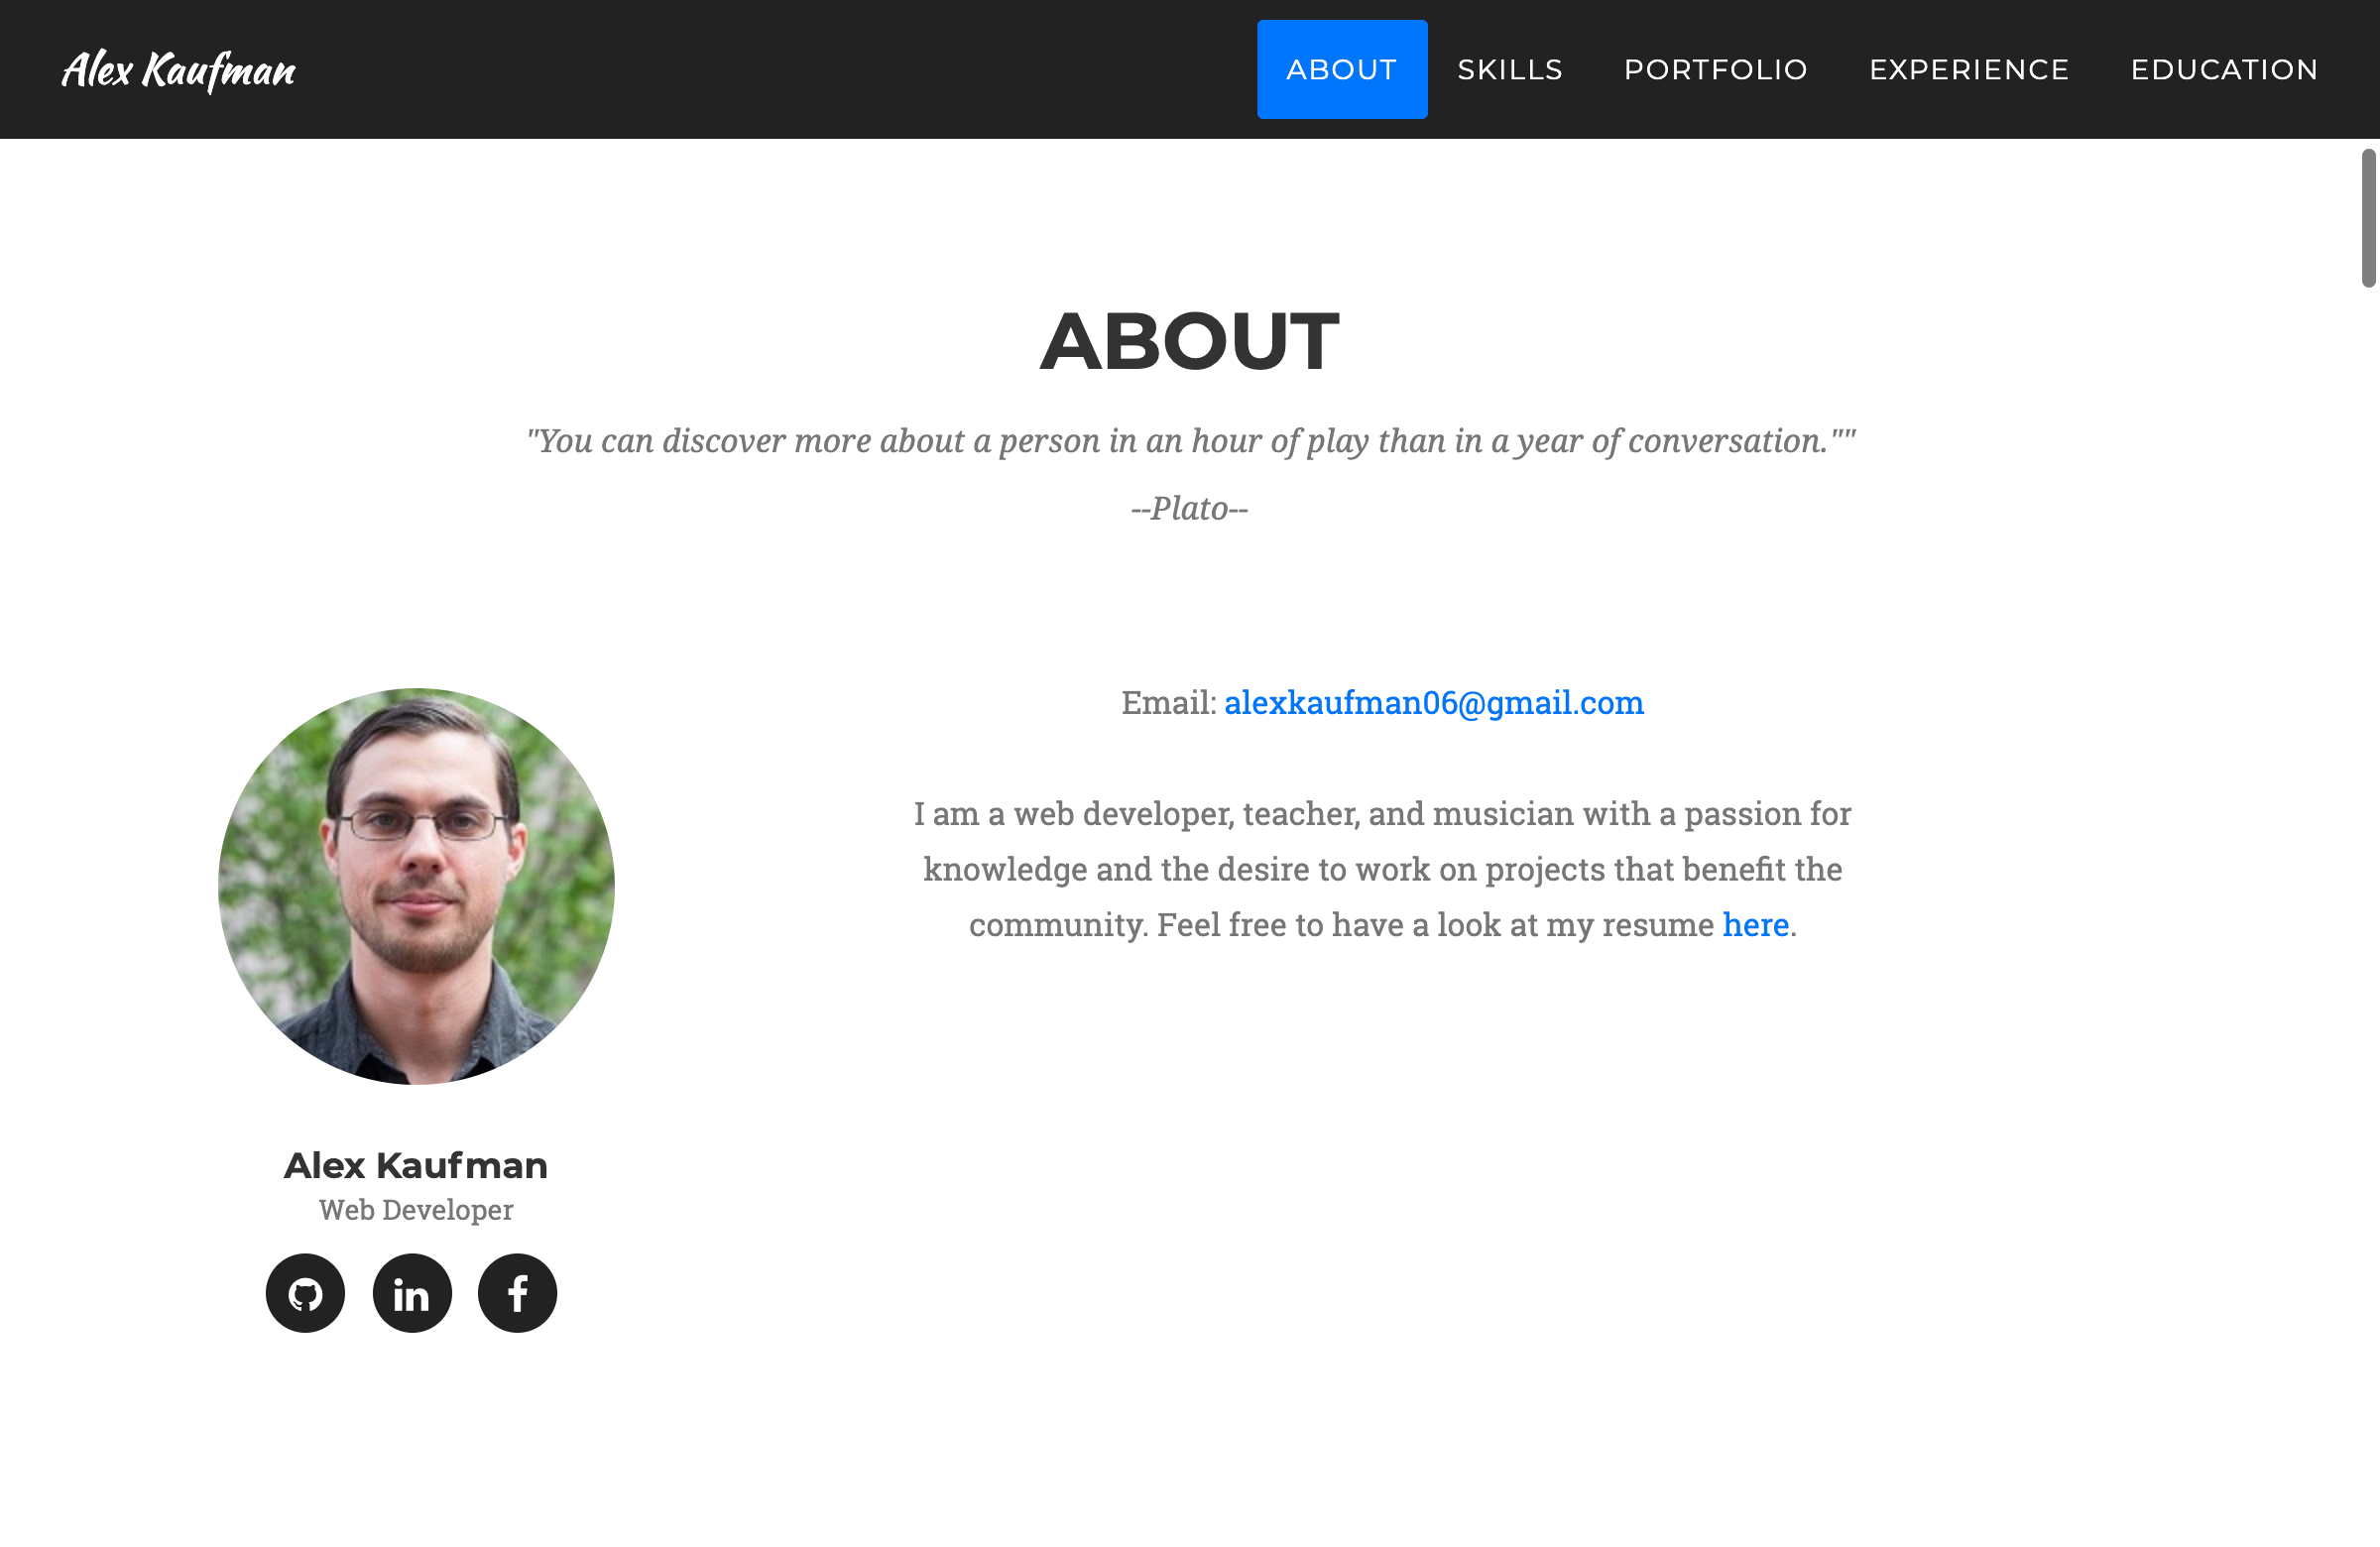 Alex Kaufman
ABOUT SKILLS PORTFOLIO EXPERIENCE EDUCATION
ABOUT
"You can discover more about a person in an hour of play than in a year of conversation.""
--Plato--
Email: alexkaufman06@gmail.com
I am a web developer, teacher, and musician with a passion for
knowledge and the desire to work on projects that benefit the
community. Feel free to have a look at my resume here.
Alex Kaufman
Web Developer
in f